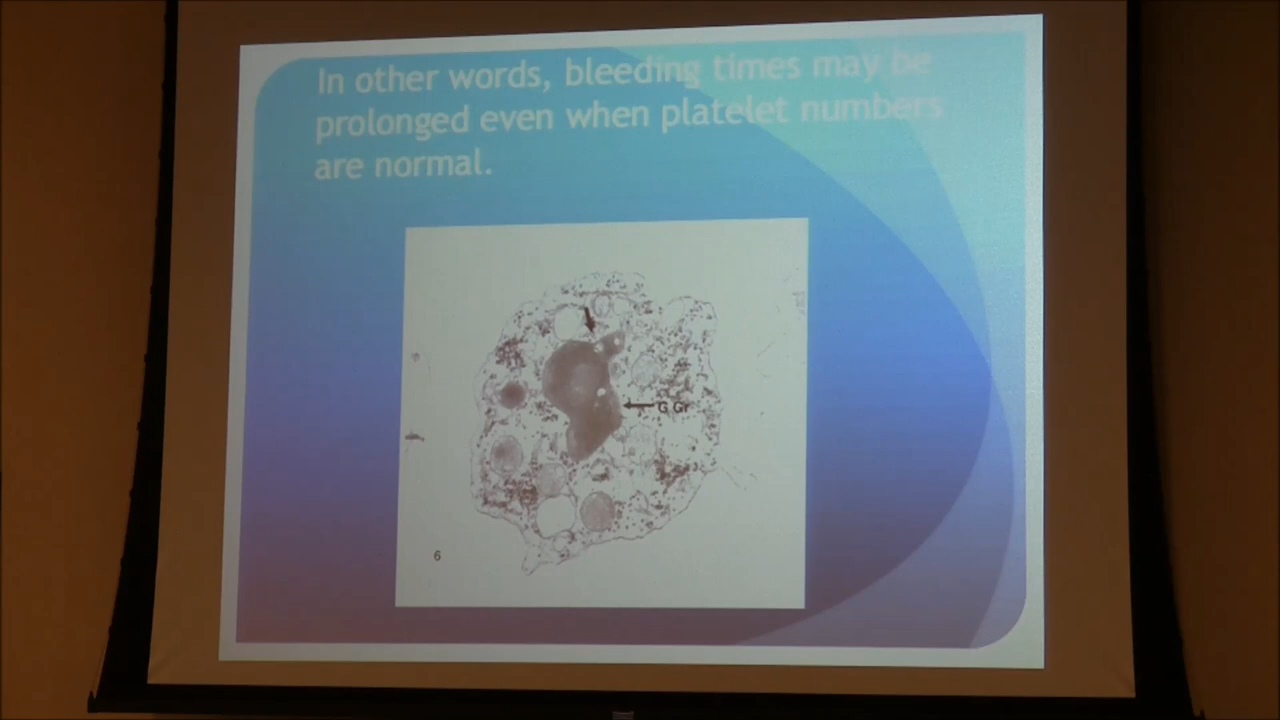 In other words, bleeding times may be
prolonged even when platelet numbers
are normal.
G Gr
6